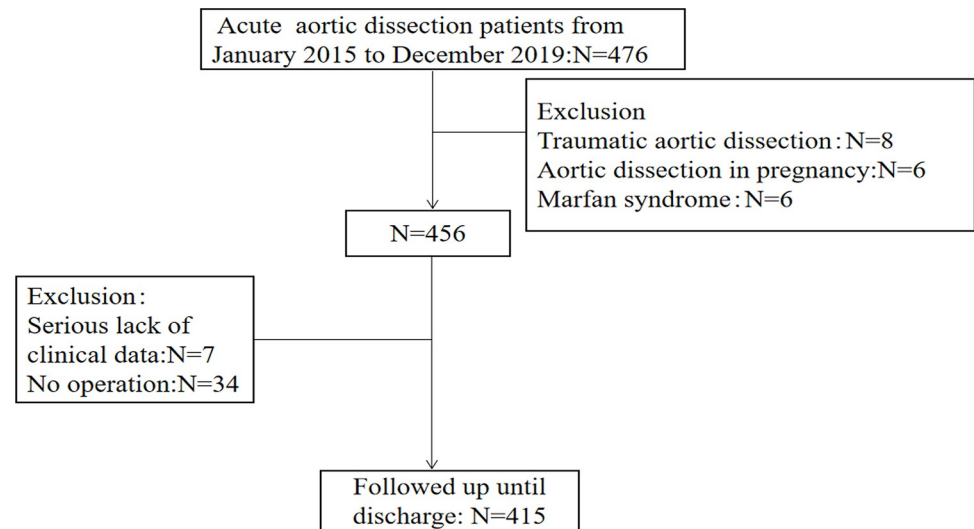 Acute aortic dissection patients from
January 2015 to December 2019:N=476
Exclusion
Traumatic aortic dissection：N=8
Aortic dissection in pregnancy:N=6
Marfan syndrome：N=6
N=456
Exclusion：
Serious lack of
clinical data:N=7
No operation:N=34
Followed up until
discharge: N=415